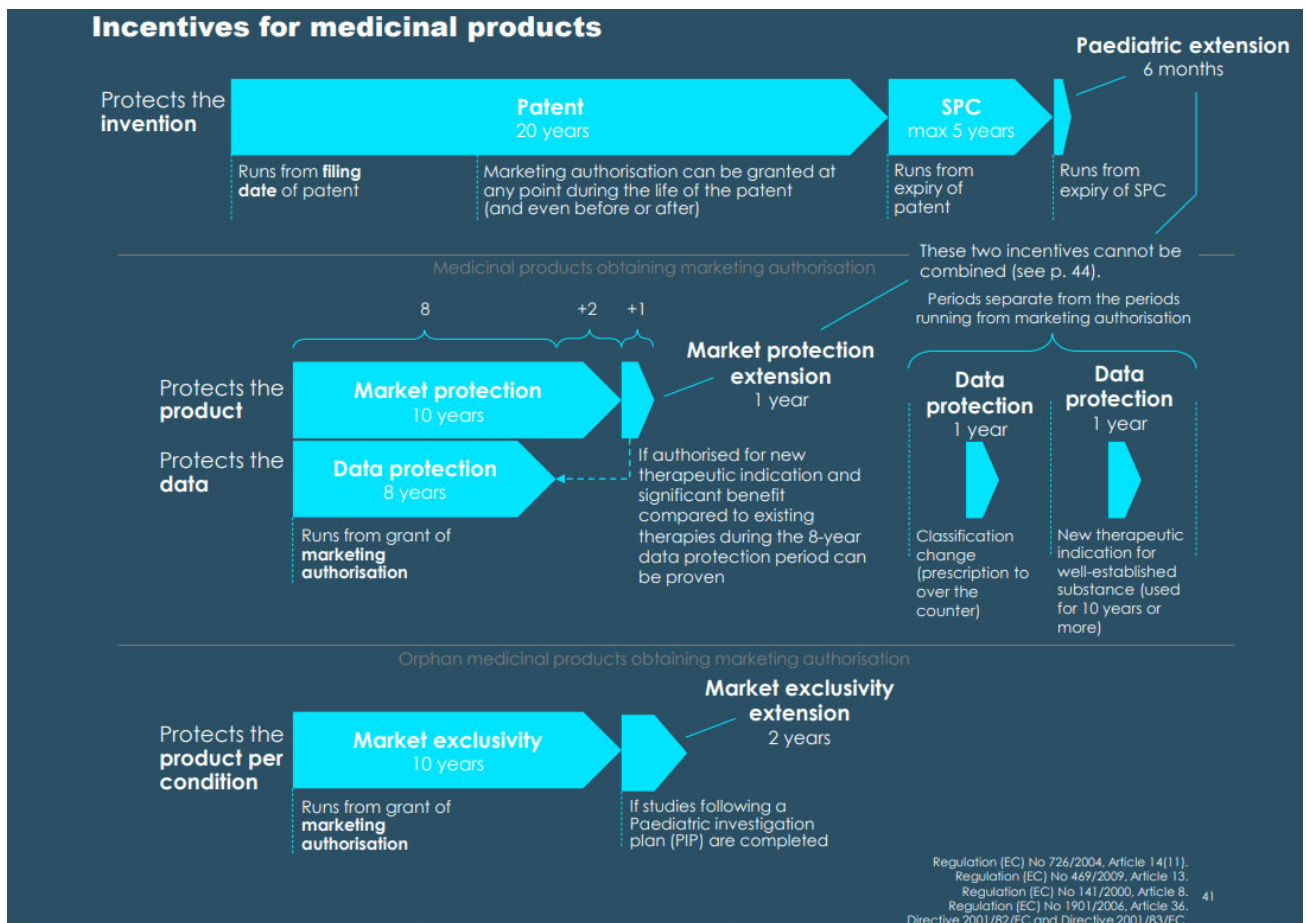 Incentives for medicinal products
Paediatric extension
6 months
Protects the
invention
Patent
20 years
SPC
max 5 years
Runs from filing
date of patent
Marketing authorisation can be granted at
any point during the life of the patent
(and even before or after)
Runs from
expiry of
patent
Runs from
expiry of SPC
These two incentives cannot be
combined (see p. 44).
Medicinal products obtaining marketing authorisation
Periods separate from the periods
running from marketing authorisation
8
+2
+1
Protects the
product
Market protection
10 years
Market protection
extension
1 year
Data
protection
1 year
Data
protection
1 year
Protects the
data
Data protection
8 years
If authorised for new
therapeutic indication and
significant benefit
compared to existing
therapies during the 8-year
data protection period can
be proven
Runs from grant of
marketing
authorisation
Classification
change
(prescription to
over the
counter)
New therapeutic
indication for
well-established
substance (used
for 10 years or
more)
Orphan medicinal products obtaining marketing authorisation
Protects the
product per
condition
Market exclusivity
10 years
Market exclusivity
extension
2 years
Runs from grant of
marketing
authorisation
If studies following a
Paediatric investigation
plan (PIP) are completed
Regulation (EC) No 726/2004, Article 14(11).
Regulation (EC) No 469/2009, Article 13.
Regulation (EC) No 141/2000, Article 8.
Regulation (EC) No 1901/2006, Article 36.
Directive 2001/82/EC and Directive 2001/83/EC
41